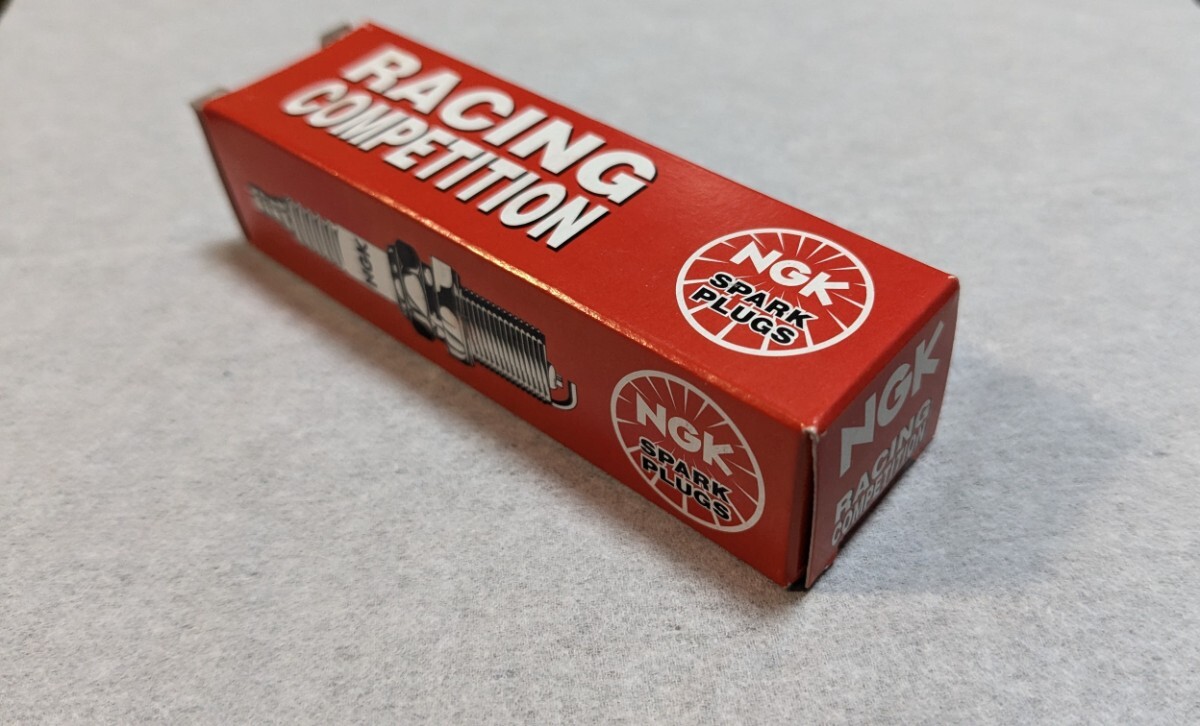 RACING
COMPETITION
NGK
SPARK
PLUGS
NGK
NGK
SPARK
PLUGS
NGK
RACING
COMPETITION